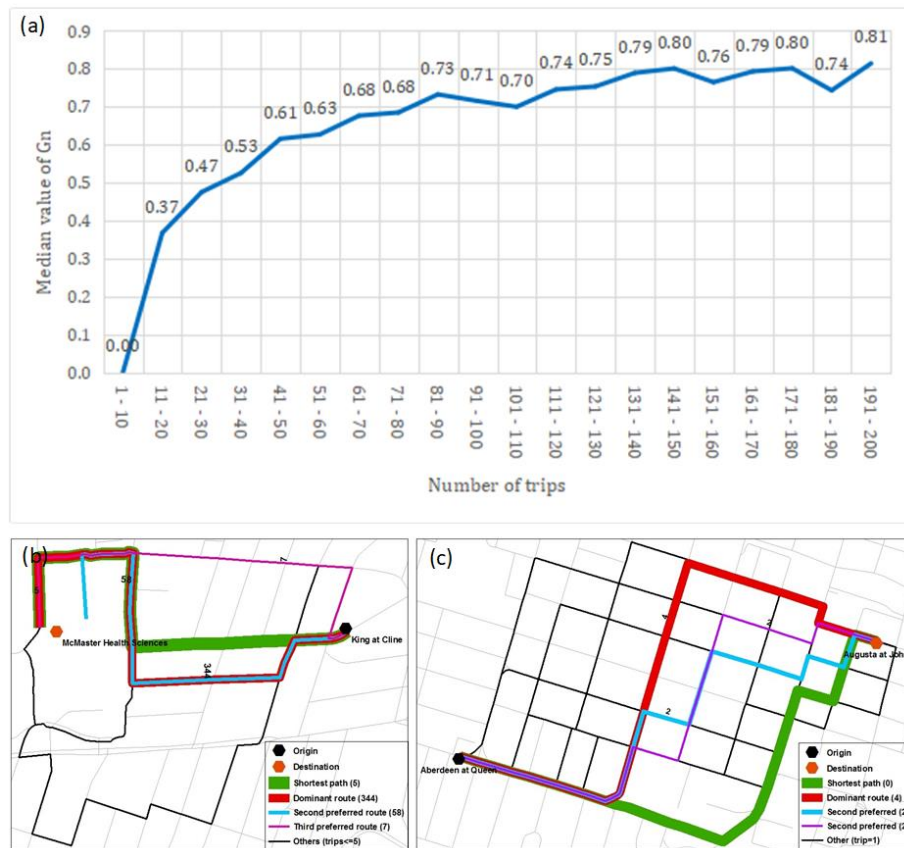 (a)
0.9
0.8
0.7
0.6
0.5
0.4
0.3
0.2
0.1
0.0
Median value of Gn
0.00
0.37
0.47
0.53
0.61
0.63
0.68
0.68
0.73
0.71
0.70
0.74
0.75
0.79
0.80
0.76
0.79
0.80
0.74
0.81
1 - 10
11 - 20
21 - 30
31 - 40
41 - 50
51 - 60
61 - 70
71 - 80
81 - 90
91 - 100
101 - 110
111 - 120
121 - 130
131 - 140
141 - 150
151 - 160
161 - 170
171 - 180
181 - 190
191 - 200
Number of trips
(b)
7
58
5
McMaster Health Sciences
King at Cline
344
Origin
Destination
Shortest path (5)
Dominant route (344)
Second preferred route (58)
Third preferred route (7)
Others (trips<=5)
(c)
4
2
2
Augusta at Joh
Aberdeen at Queen
Origin
Destination
Shortest path (0)
Dominant route (4)
Second preferred (2
Second preferred (2
Other (trip=1)